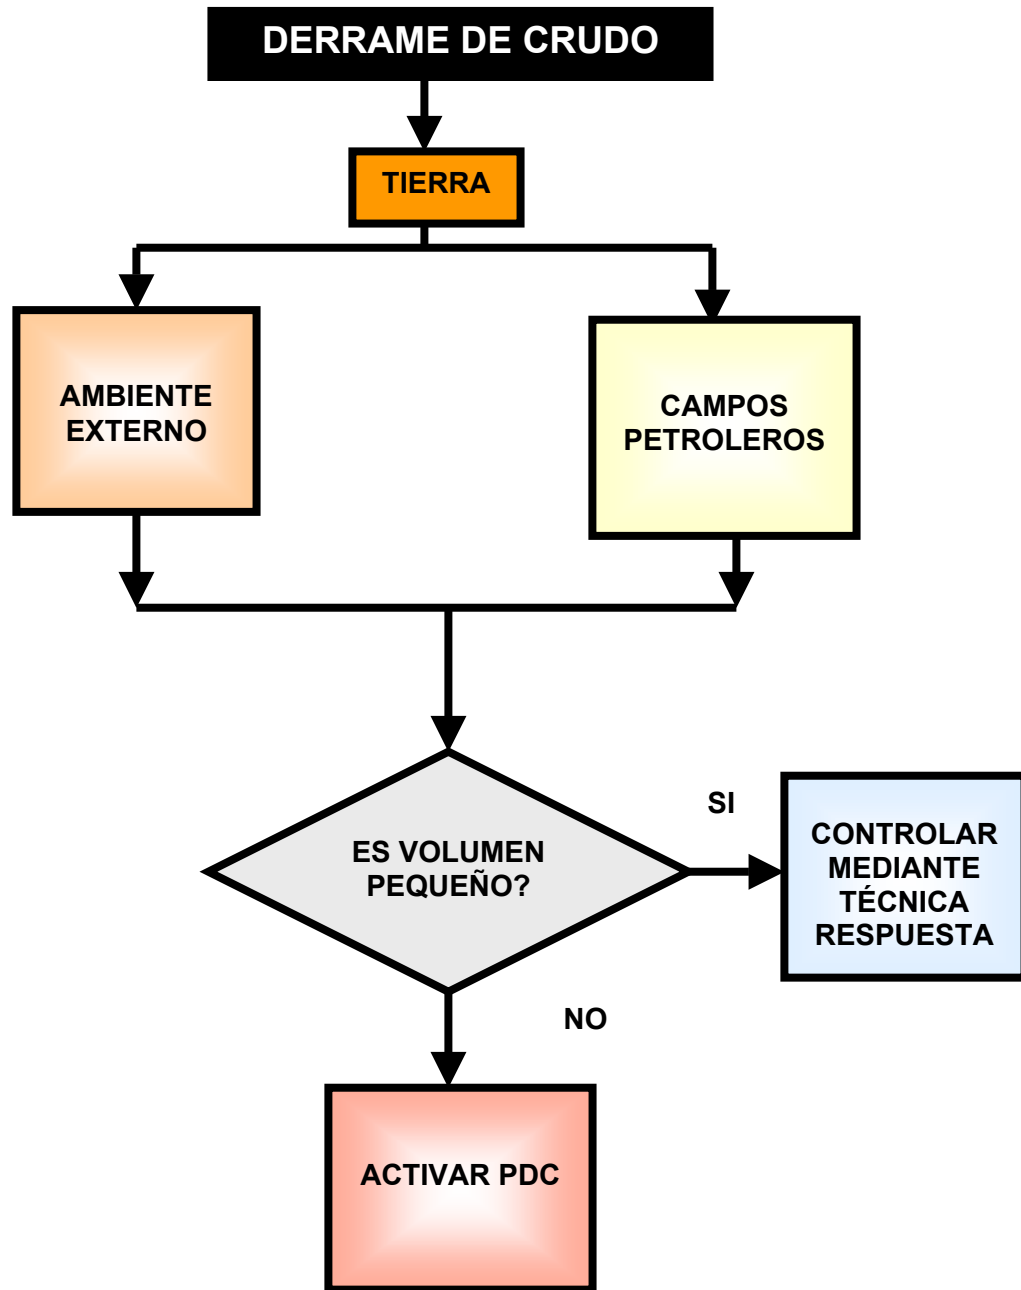 DERRAME DE CRUDO
TIERRA
AMBIENTE
EXTERNO
CAMPOS
PETROLEROS
ES VOLUMEN
PEQUEÑO?
SI
CONTROLAR
MEDIANTE
TÉCNICA
RESPUESTA
NO
ACTIVAR PDC